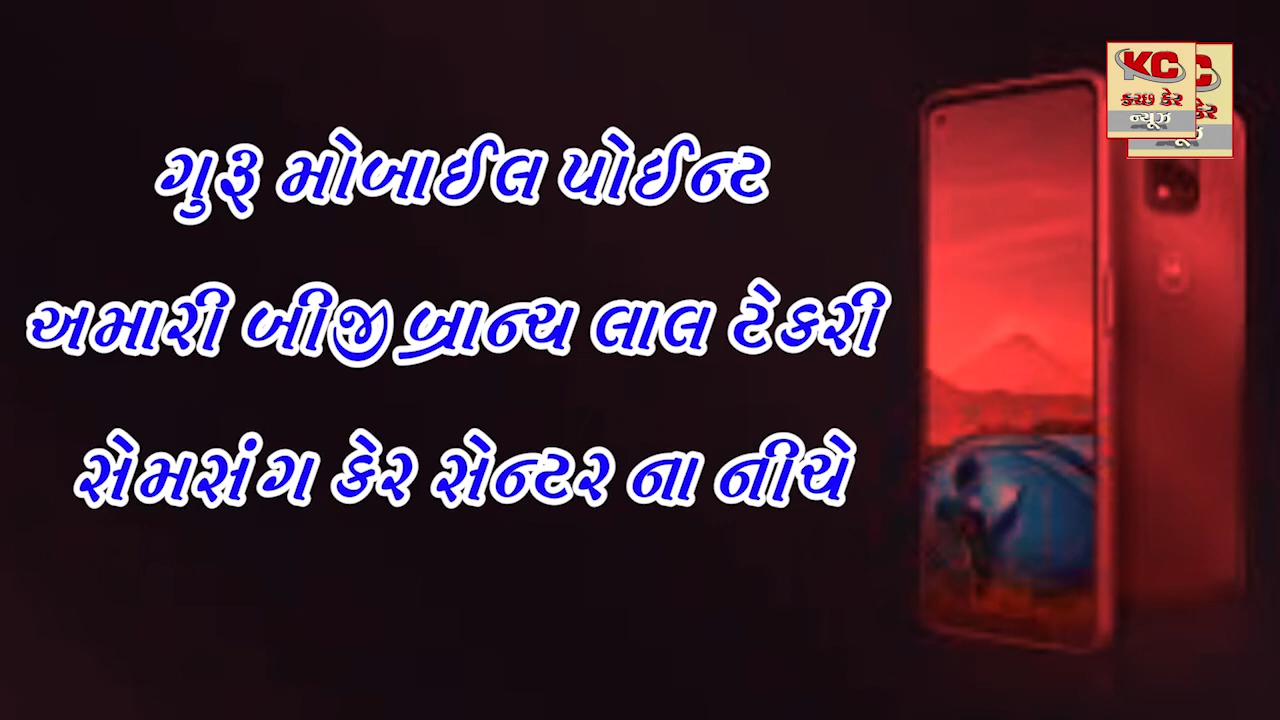 ગુરૂ મોબાઈલ પોઈન્ટ
અમારી બીજી બ્રાન્ચ લાલ ટેકરી
સેમસંગ કેર સેન્ટર ના નીચે
KC
કચ્છ કેર
ન્યૂઝ